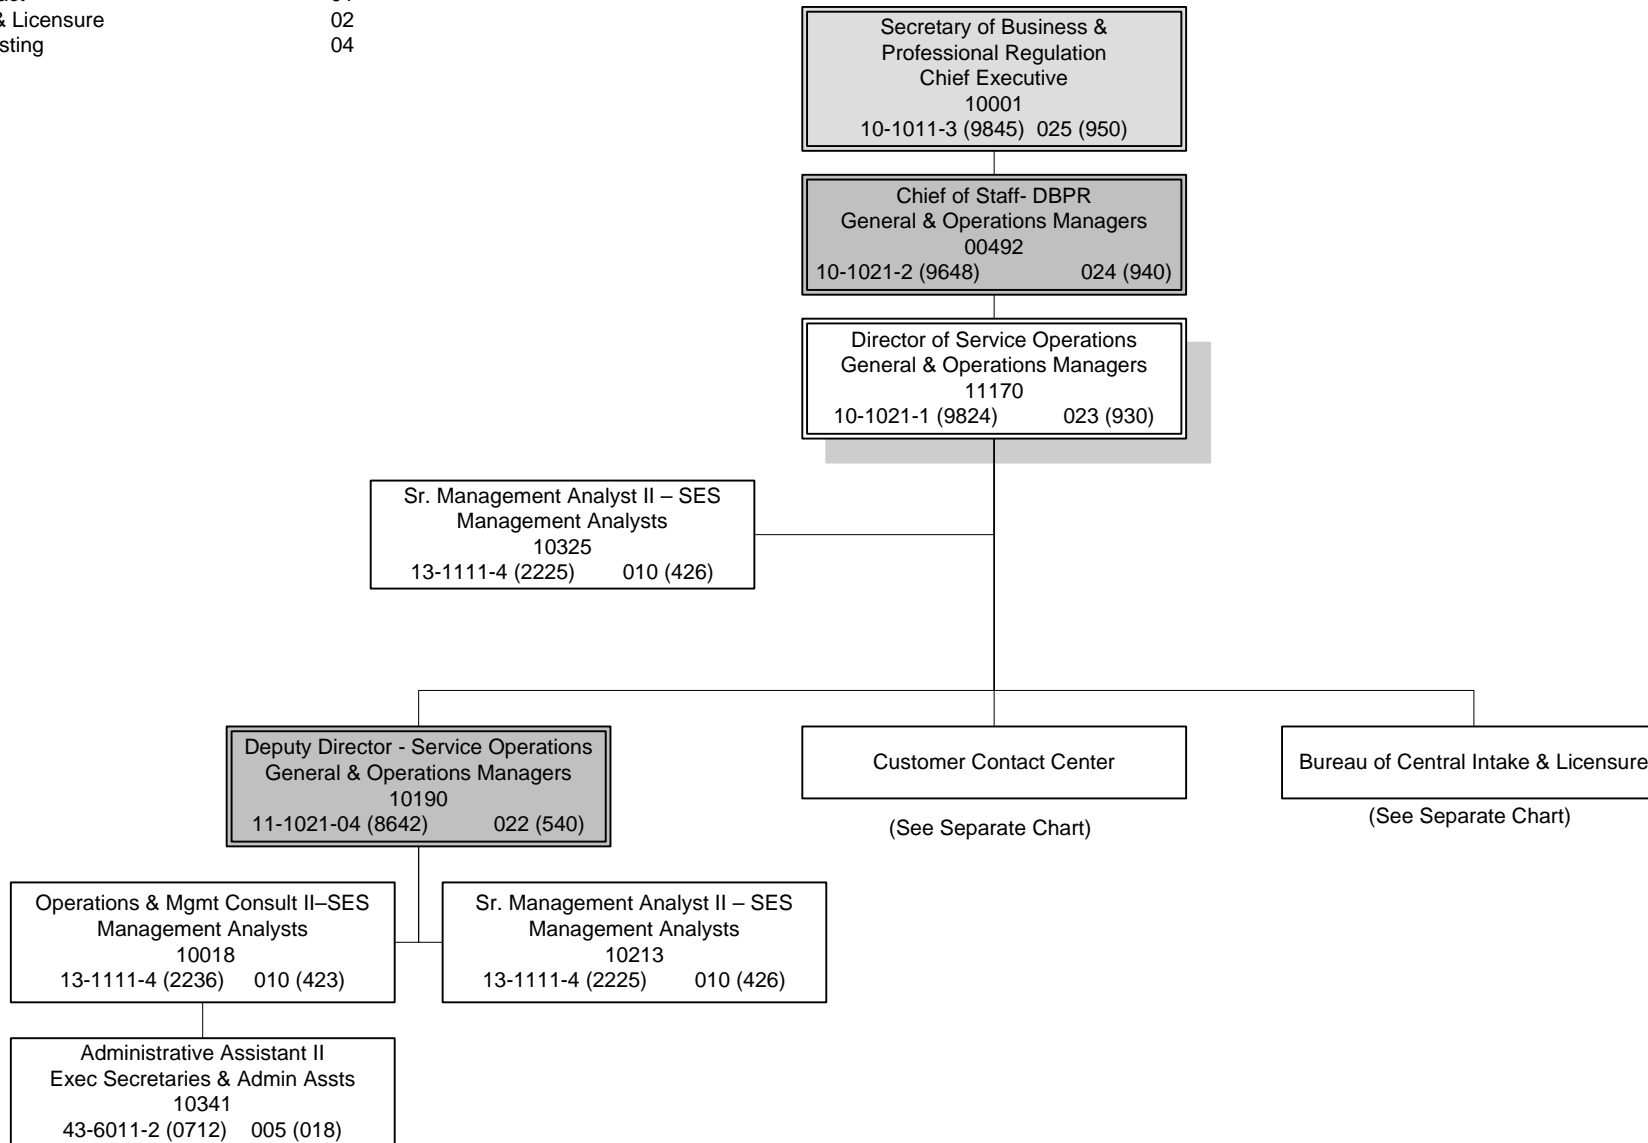 & Licensure 02
04
Secretary of Business &
Professional Regulation
Chief Executive
10001
10-1011-3 (9845) 025 (950)
Chief of Staff- DBPR
General & Operations Managers
00492
10-1021-2 (9648) 024 (940)
Director of Service Operations
General & Operations Managers
11170
10-1021-1 (9824) 023 (930)
Sr. Management Analyst II – SES
Management Analysts
10325
13-1111-4 (2225) 010 (426)
Deputy Director - Service Operations
General & Operations Managers
10190
11-1021-04 (8642) 022 (540)
Customer Contact Center
(See Separate Chart)
Bureau of Central Intake & Licensure
(See Separate Chart)
Operations & Mgmt Consult II–SES
Management Analysts
10018
13-1111-4 (2236) 010 (423)
Sr. Management Analyst II – SES
Management Analysts
10213
13-1111-4 (2225) 010 (426)
Administrative Assistant II
Exec Secretaries & Admin Assts
10341
43-6011-2 (0712) 005 (018)